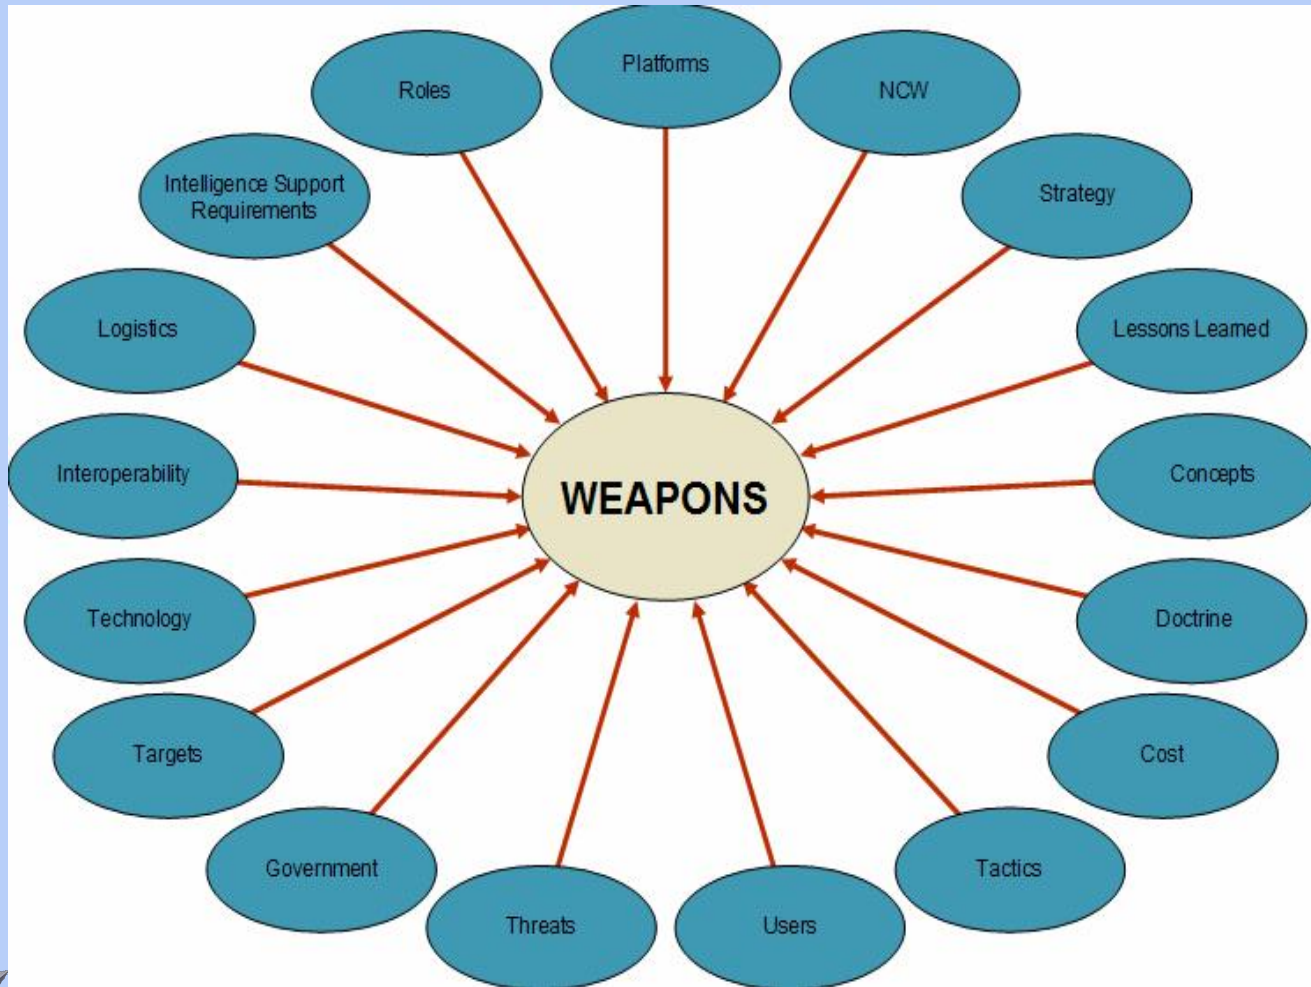 Platforms
Roles
NCW
Intelligence Support
Requirements
Strategy
Logistics
Lessons Learned
Interoperability
Concepts
WEAPONS
Technology
Doctrine
Targets
Cost
Government
Tactics
Threats
Users